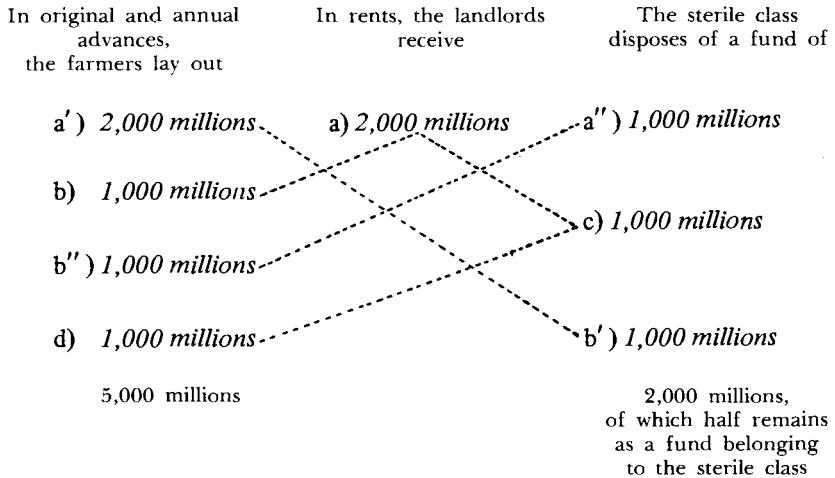 In original and annual
advances,
the farmers lay out
In rents, the landlords
receive
The sterile class
disposes of a fund of
a′) 2,000 millions
a) 2,000 millions
a″) 1,000 millions
b) 1,000 millions
c) 1,000 millions
b″) 1,000 millions
d) 1,000 millions
b′) 1,000 millions
5,000 millions
2,000 millions,
of which half remains
as a fund belonging
to the sterile class